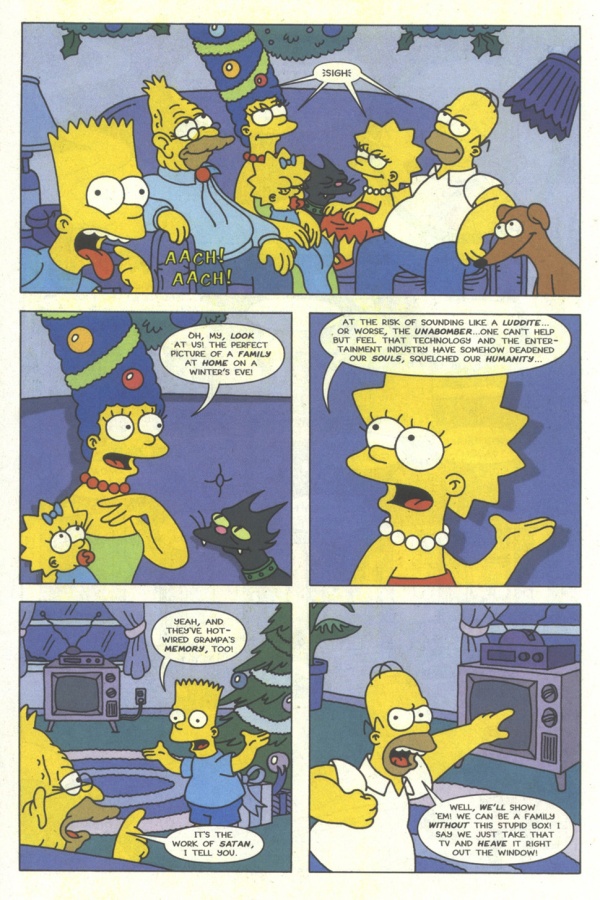 ⸘SIGH⸘
AACH!
AACH!
OH, MY, LOOK
AT US! THE PERFECT
PICTURE OF A FAMILY
AT HOME ON A
WINTER'S EVE!
AT THE RISK OF SOUNDING LIKE A LUDDITE...
OR WORSE, THE UNABOMBER...ONE CAN'T HELP
BUT FEEL THAT TECHNOLOGY AND THE ENTER-
TAINMENT INDUSTRY HAVE SOMEHOW DEADENED
OUR SOULS, SQUELCHED OUR HUMANITY...
YEAH, AND
THEY'VE HOT-
WIRED GRAMPA'S
MEMORY, TOO!
IT'S THE
WORK OF SATAN,
I TELL YOU.
WELL, WE'LL SHOW
'EM! WE CAN BE A FAMILY
WITHOUT THIS STUPID BOX! I
SAY WE JUST TAKE THAT
TV AND HEAVE IT RIGHT
OUT THE WINDOW!